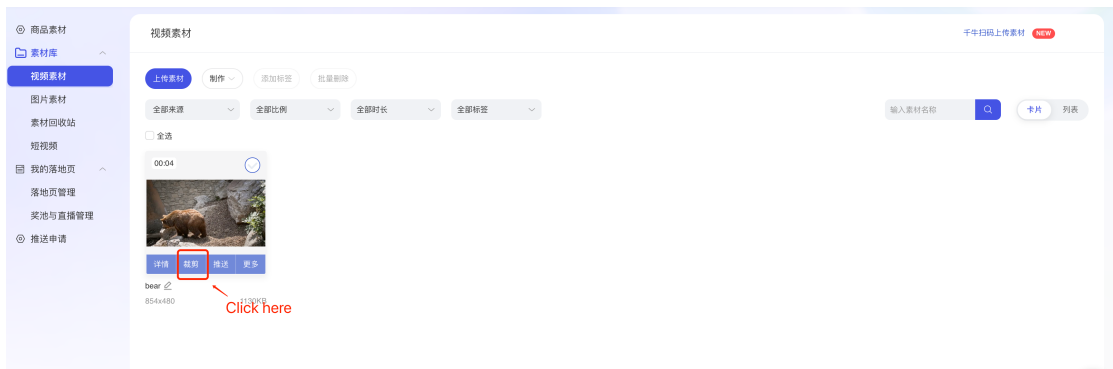 商品素材
素材库
视频素材
图片素材
素材回收站
短视频
我的落地页
落地页管理
奖池与直播管理
推送申请
视频素材
千牛扫码上传素材 NEW
上传素材 制作 添加标签 批量删除
全部来源 全部比例 全部时长 全部标签 输入素材名称 卡片 列表
全选
00:04
详情 裁剪 推送 更多
bear
854x480 1130KB
Click here